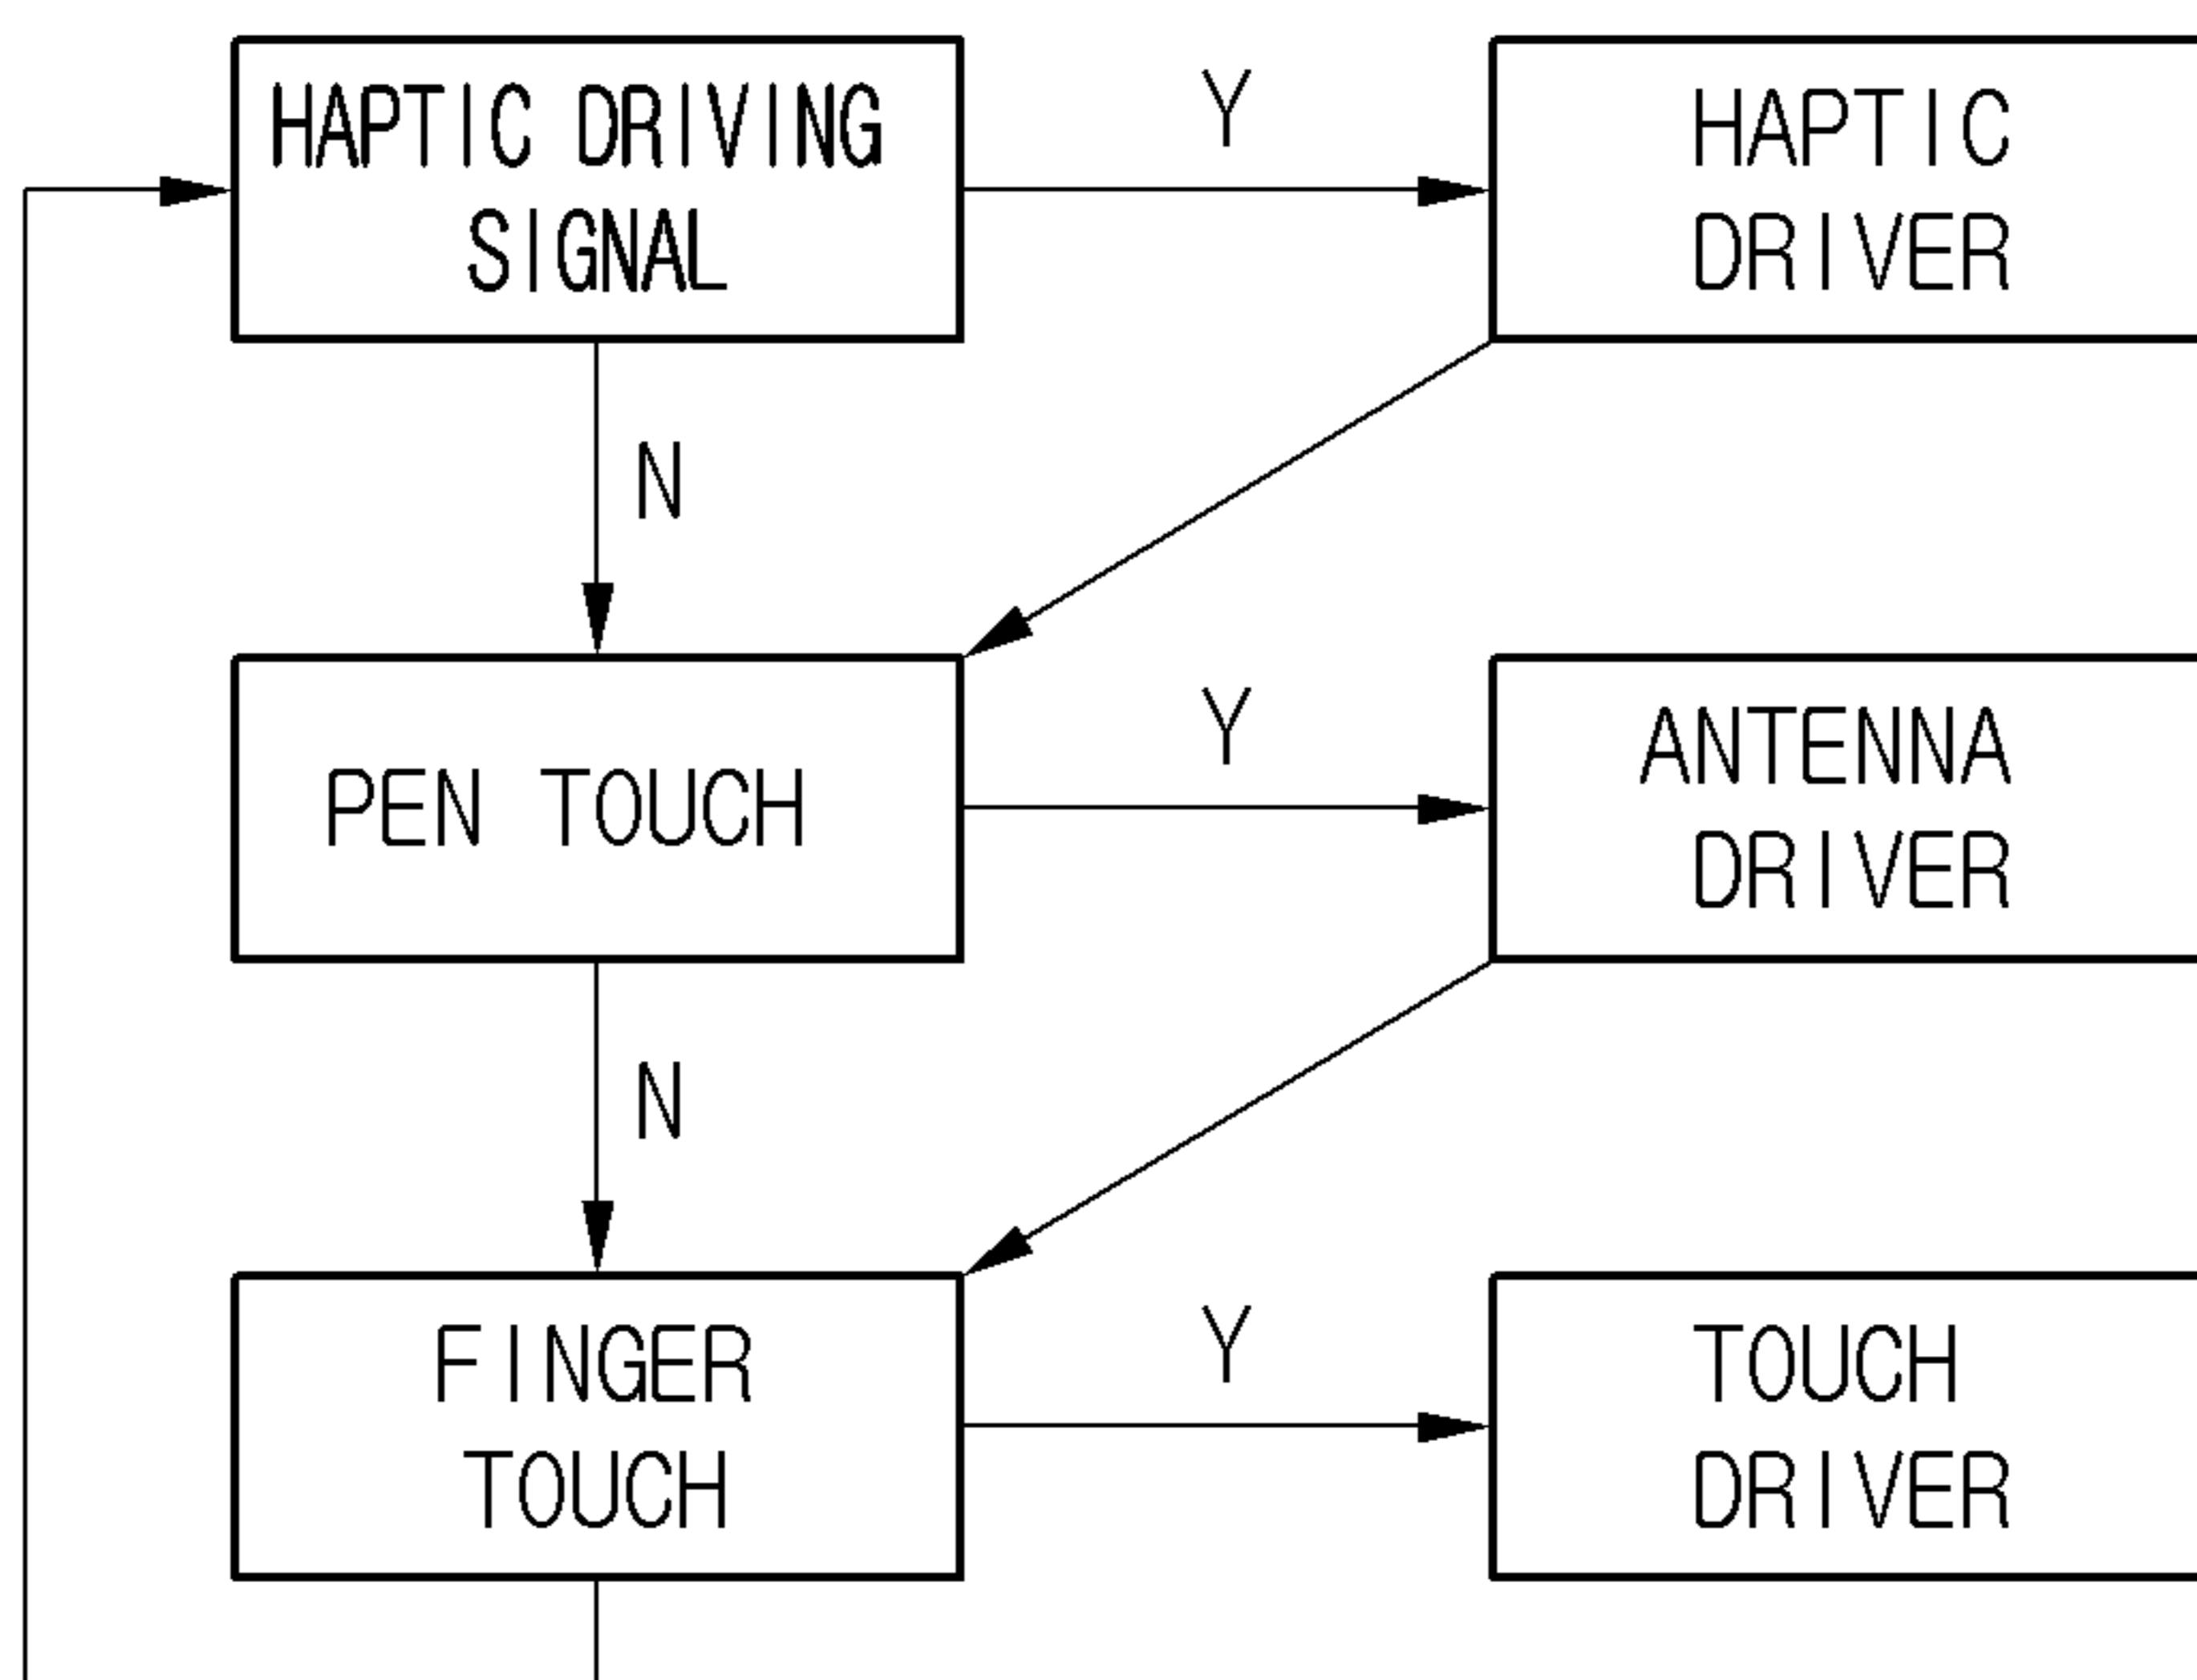 HAPTIC DRIVING
SIGNAL
Y
HAPTIC
DRIVER
N
PEN TOUCH
Y
ANTENNA
DRIVER
N
FINGER
TOUCH
Y
TOUCH
DRIVER